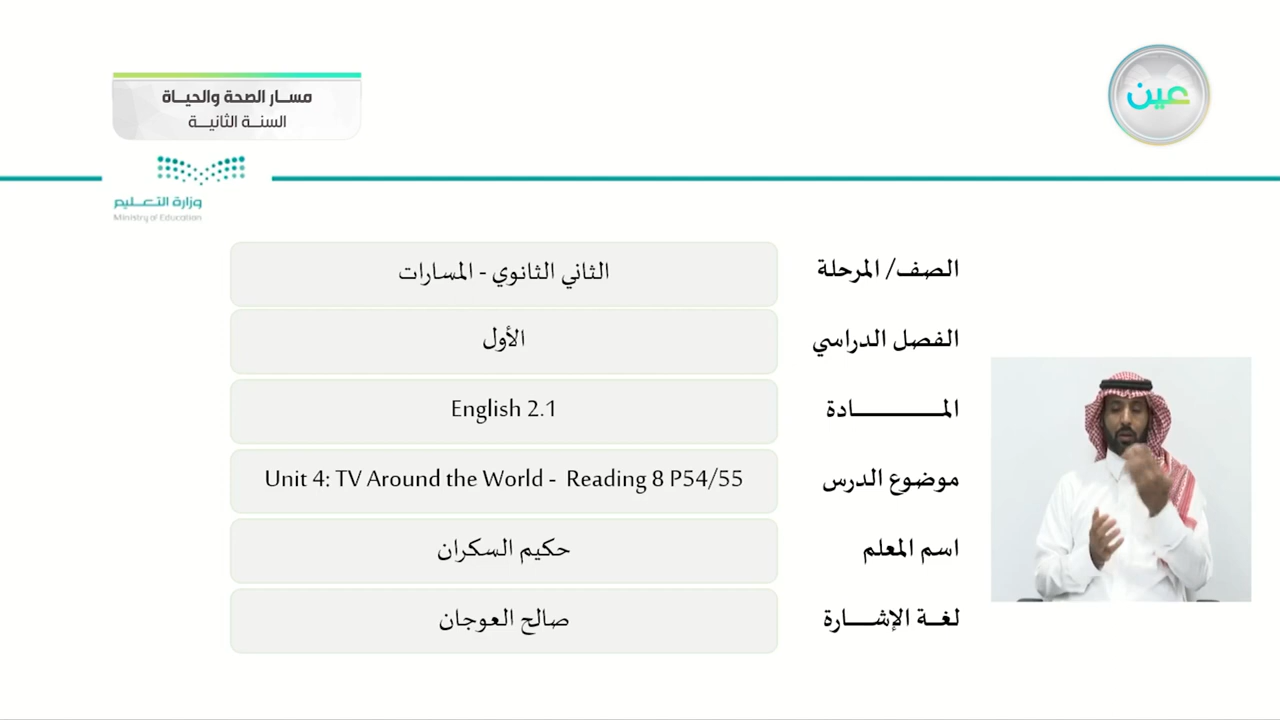 مسار الصحة والحياة
السنة الثانية
عين
وزارة التعليم
Ministry of Education
الصف/ المرحلة
الثاني الثانوي - المسارات
الفصل الدراسي
الأول
المادة
English 2.1
موضوع الدرس
Unit 4: TV Around the World - Reading 8 P54/55
اسم المعلم
حكيم السكران
لغة الإشارة
صالح العوجان